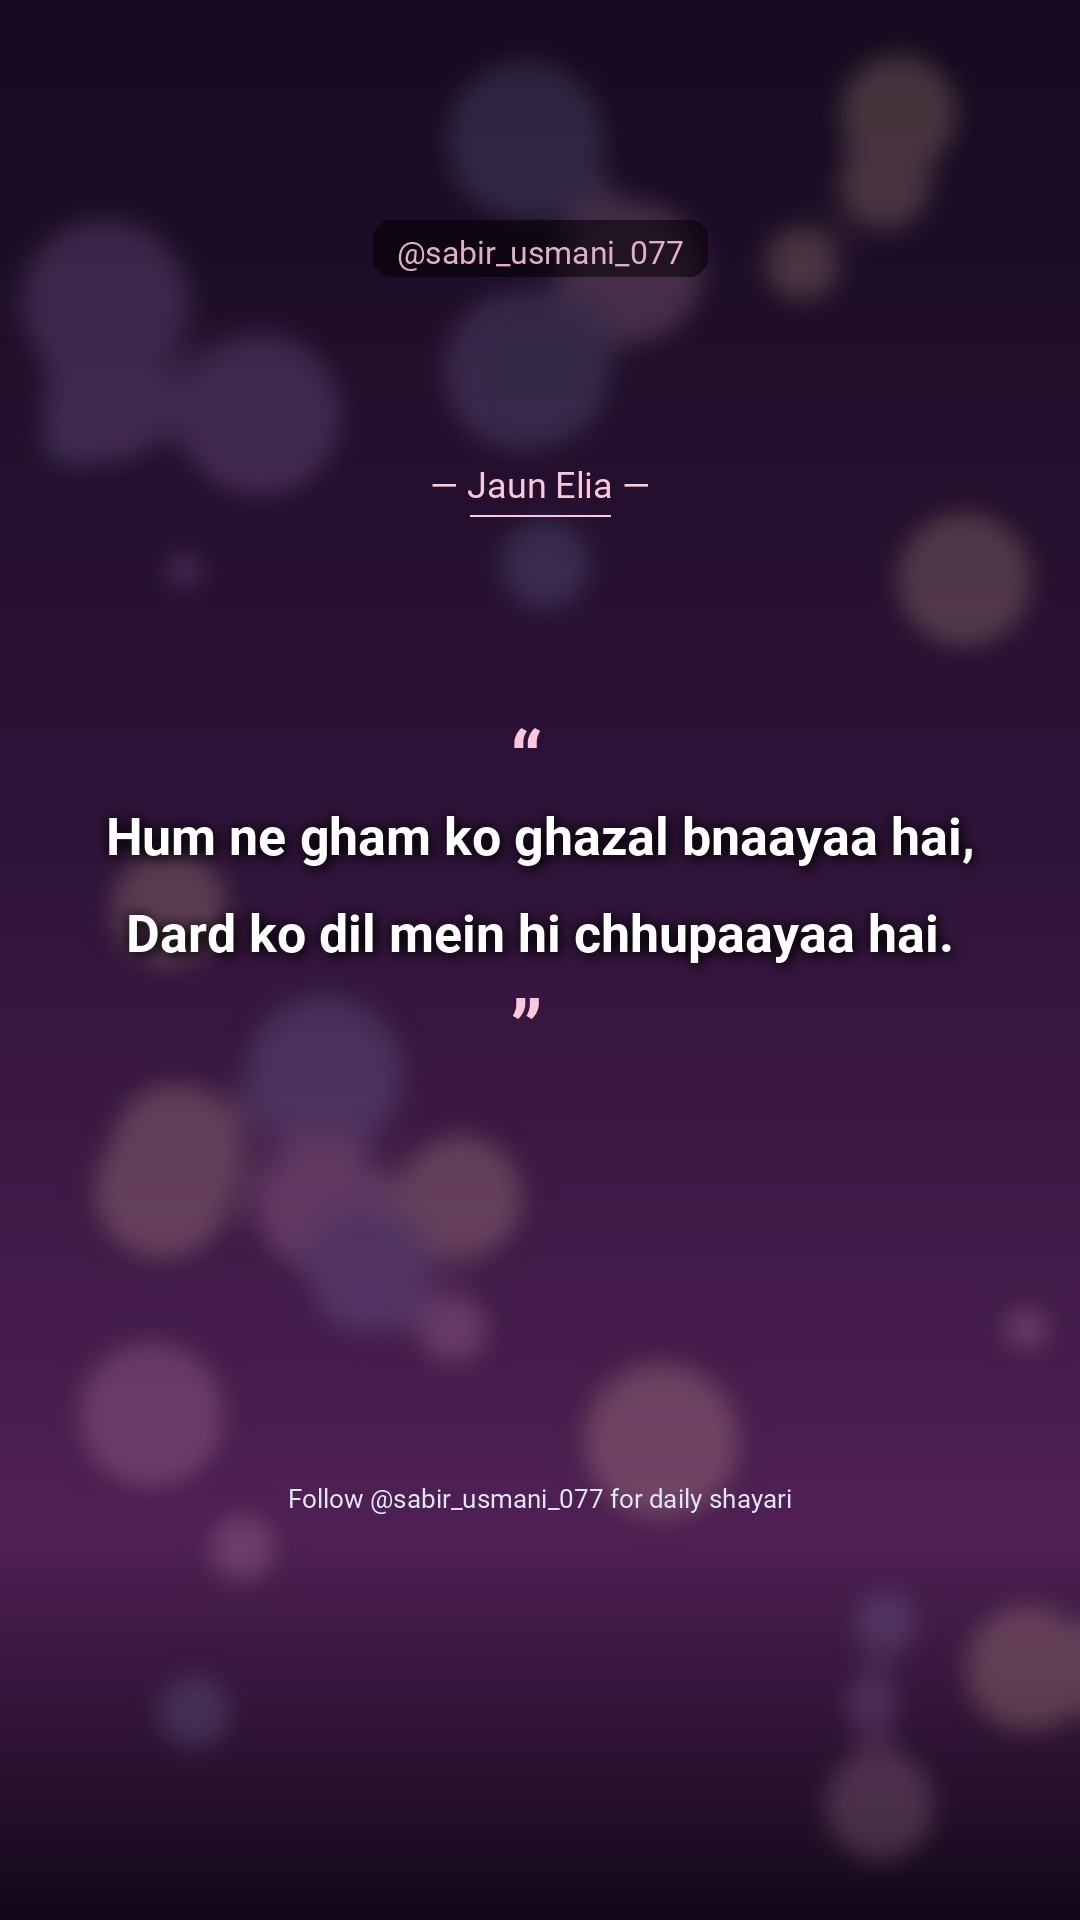 @sabir_usmani_077
— Jaun Elia —
“
Hum ne gham ko ghazal bnaayaa hai,
Dard ko dil mein hi chhupaayaa hai.
”
Follow @sabir_usmani_077 for daily shayari